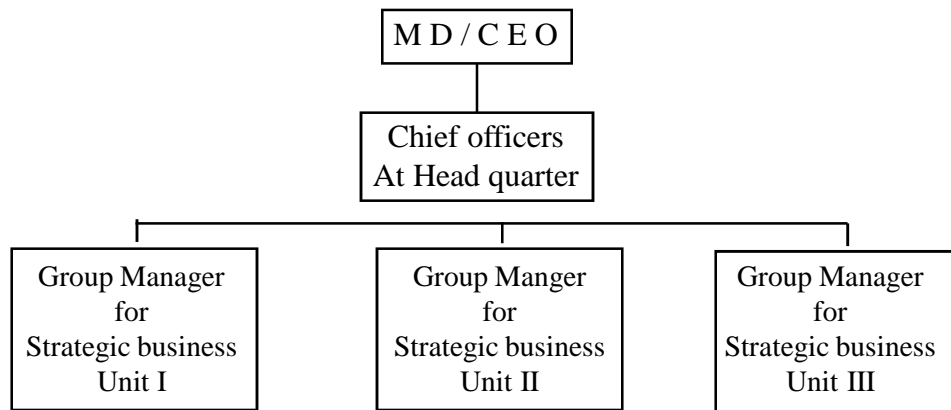 M D / C E O
Chief officers
At Head quarter
Group Manager
for
Strategic business
Unit I
Group Manger
for
Strategic business
Unit II
Group Manager
for
Strategic business
Unit III